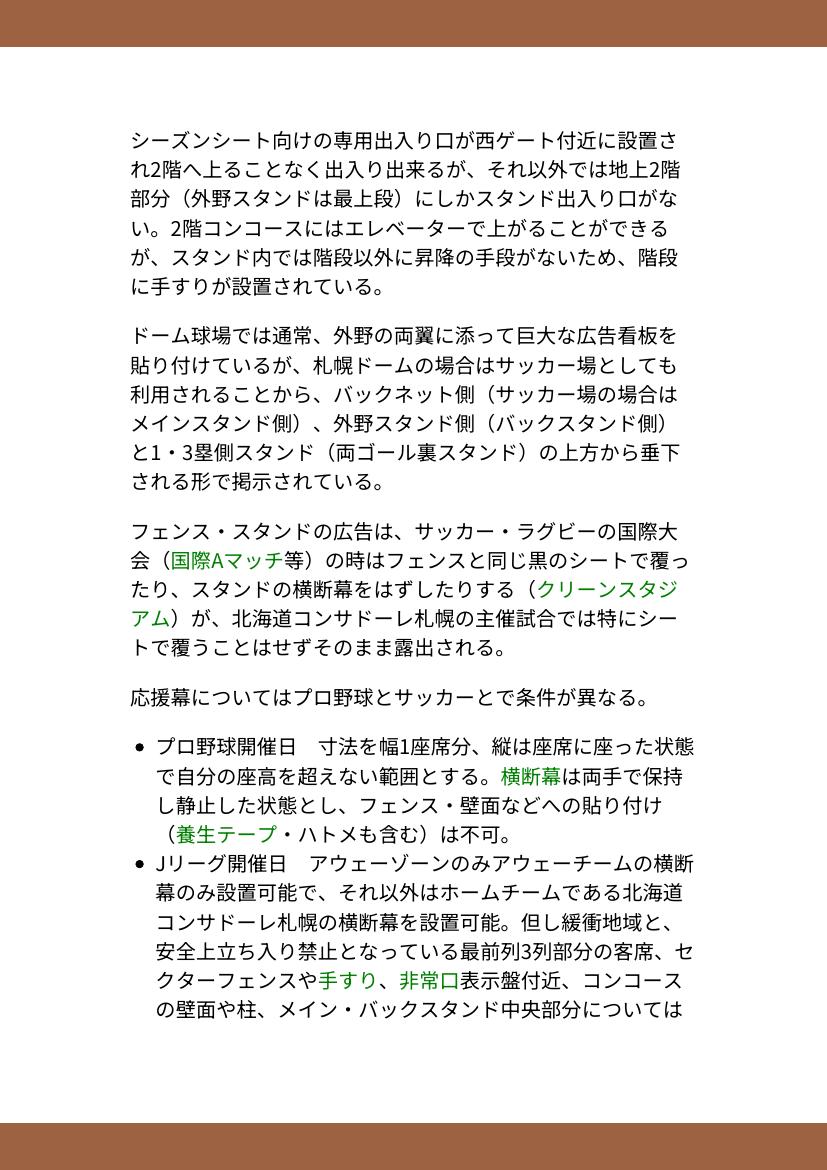 シーズンシート向けの専用出入り口が西ゲート付近に設置さ
れ2階へ上ることなく出入り出来るが、それ以外では地上2階
部分（外野スタンドは最上段）にしかスタンド出入り口がな
い。2階コンコースにはエレベーターで上がることができる
が、スタンド内では階段以外に昇降の手段がないため、階段
に手すりが設置されている。
ドーム球場では通常、外野の両翼に添って巨大な広告看板を
貼り付けているが、札幌ドームの場合はサッカー場としても
利用されることから、バックネット側（サッカー場の場合は
メインスタンド側）、外野スタンド側（バックスタンド側）
と1・3塁側スタンド（両ゴール裏スタンド）の上方から垂下
される形で掲示されている。
フェンス・スタンドの広告は、サッカー・ラグビーの国際大
会（国際Aマッチ等）の時はフェンスと同じ黒のシートで覆っ
たり、スタンドの横断幕をはずしたりする（クリーンスタジ
アム）が、北海道コンサドーレ札幌の主催試合では特にシー
トで覆うことはせずそのまま露出される。
応援幕についてはプロ野球とサッカーとで条件が異なる。
• プロ野球開催日　寸法を幅1座席分、縦は座席に座った状態
で自分の座高を超えない範囲とする。横断幕は両手で保持
し静止した状態とし、フェンス・壁面などへの貼り付け
（養生テープ・ハトメも含む）は不可。
• Jリーグ開催日　アウェーゾーンのみアウェーチームの横断
幕のみ設置可能で、それ以外はホームチームである北海道
コンサドーレ札幌の横断幕を設置可能。但し緩衝地域と、
安全上立ち入り禁止となっている最前列3列部分の客席、セ
クターフェンスや手すり、非常口表示盤付近、コンコース
の壁面や柱、メイン・バックスタンド中央部分については